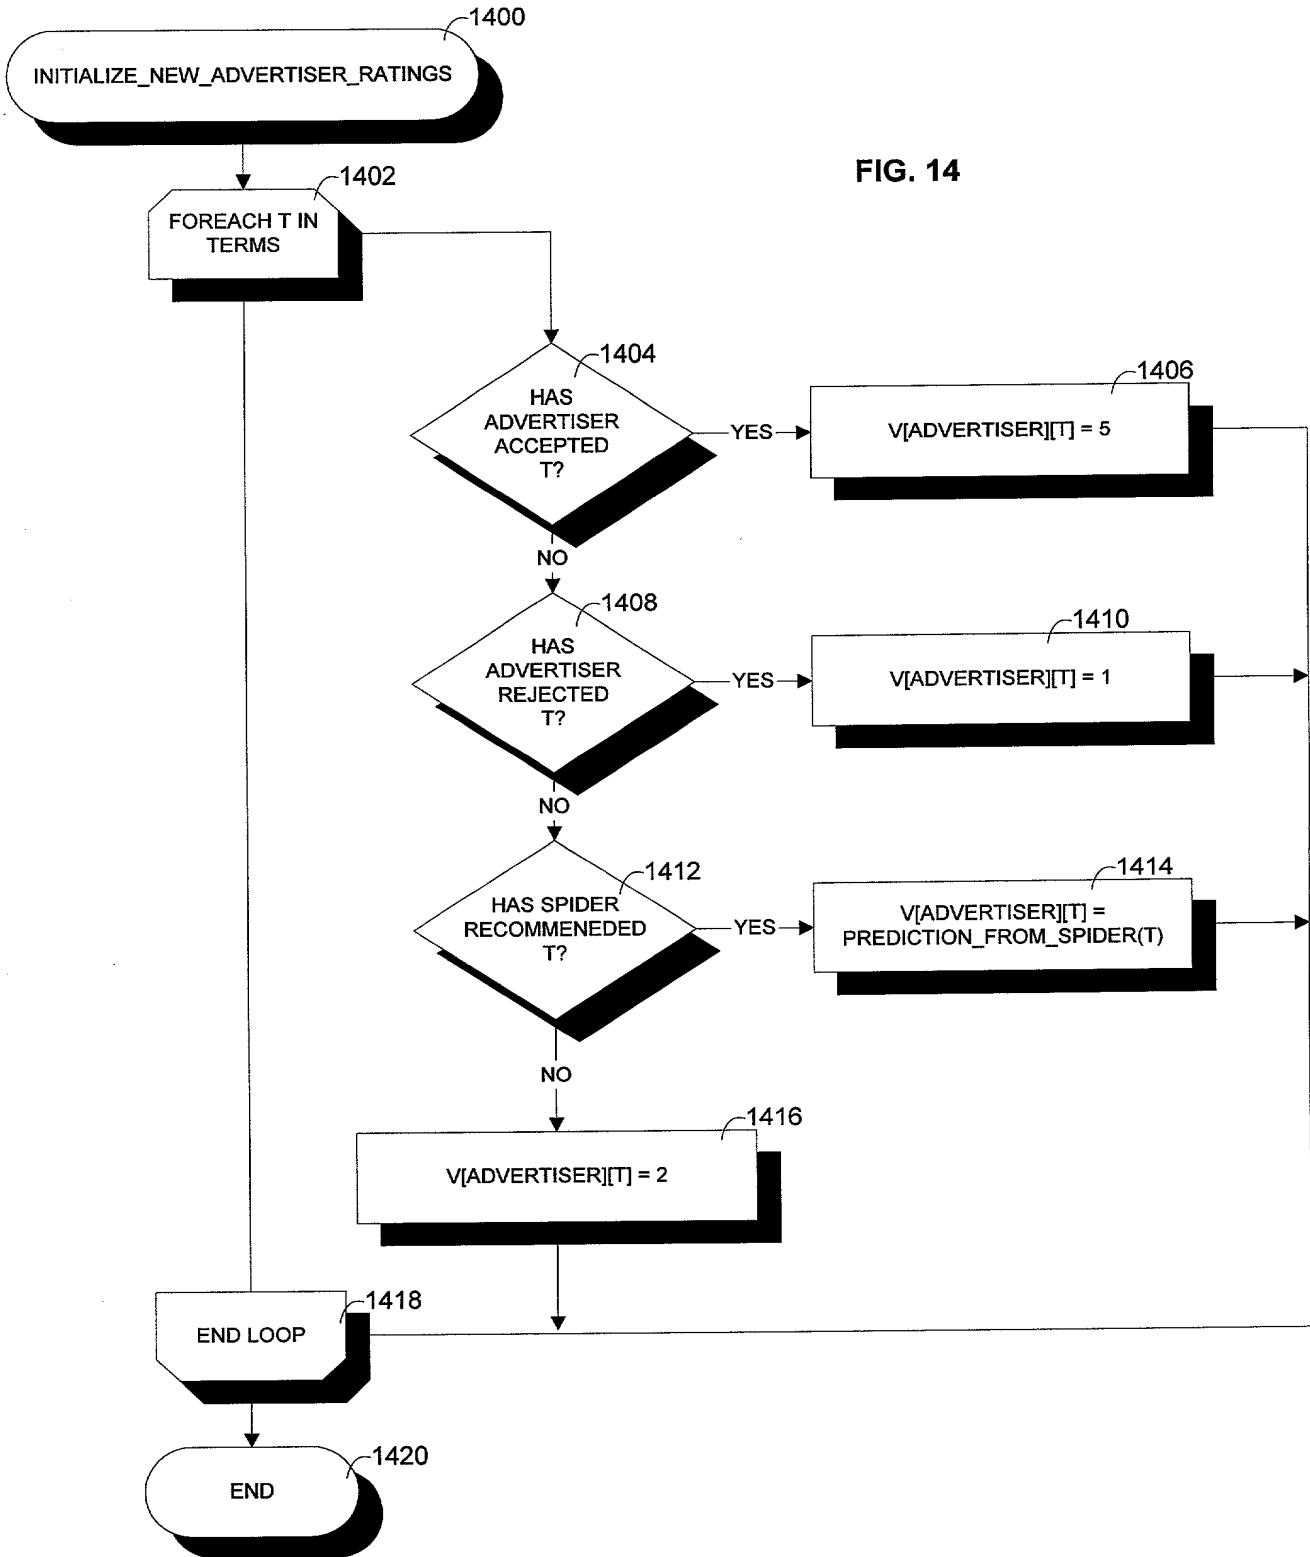 1400
INITIALIZE_NEW_ADVERTISER_RATINGS
FIG. 14
1402
FOREACH T IN
TERMS
1404
HAS
ADVERTISER
ACCEPTED
T?
YES
1406
V[ADVERTISER][T] = 5
NO
1408
HAS
ADVERTISER
REJECTED
T?
YES
1410
V[ADVERTISER][T] = 1
NO
1412
HAS SPIDER
RECOMMENEDED
T?
YES
1414
V[ADVERTISER][T] =
PREDICTION_FROM_SPIDER(T)
NO
1416
V[ADVERTISER][T] = 2
1418
END LOOP
1420
END